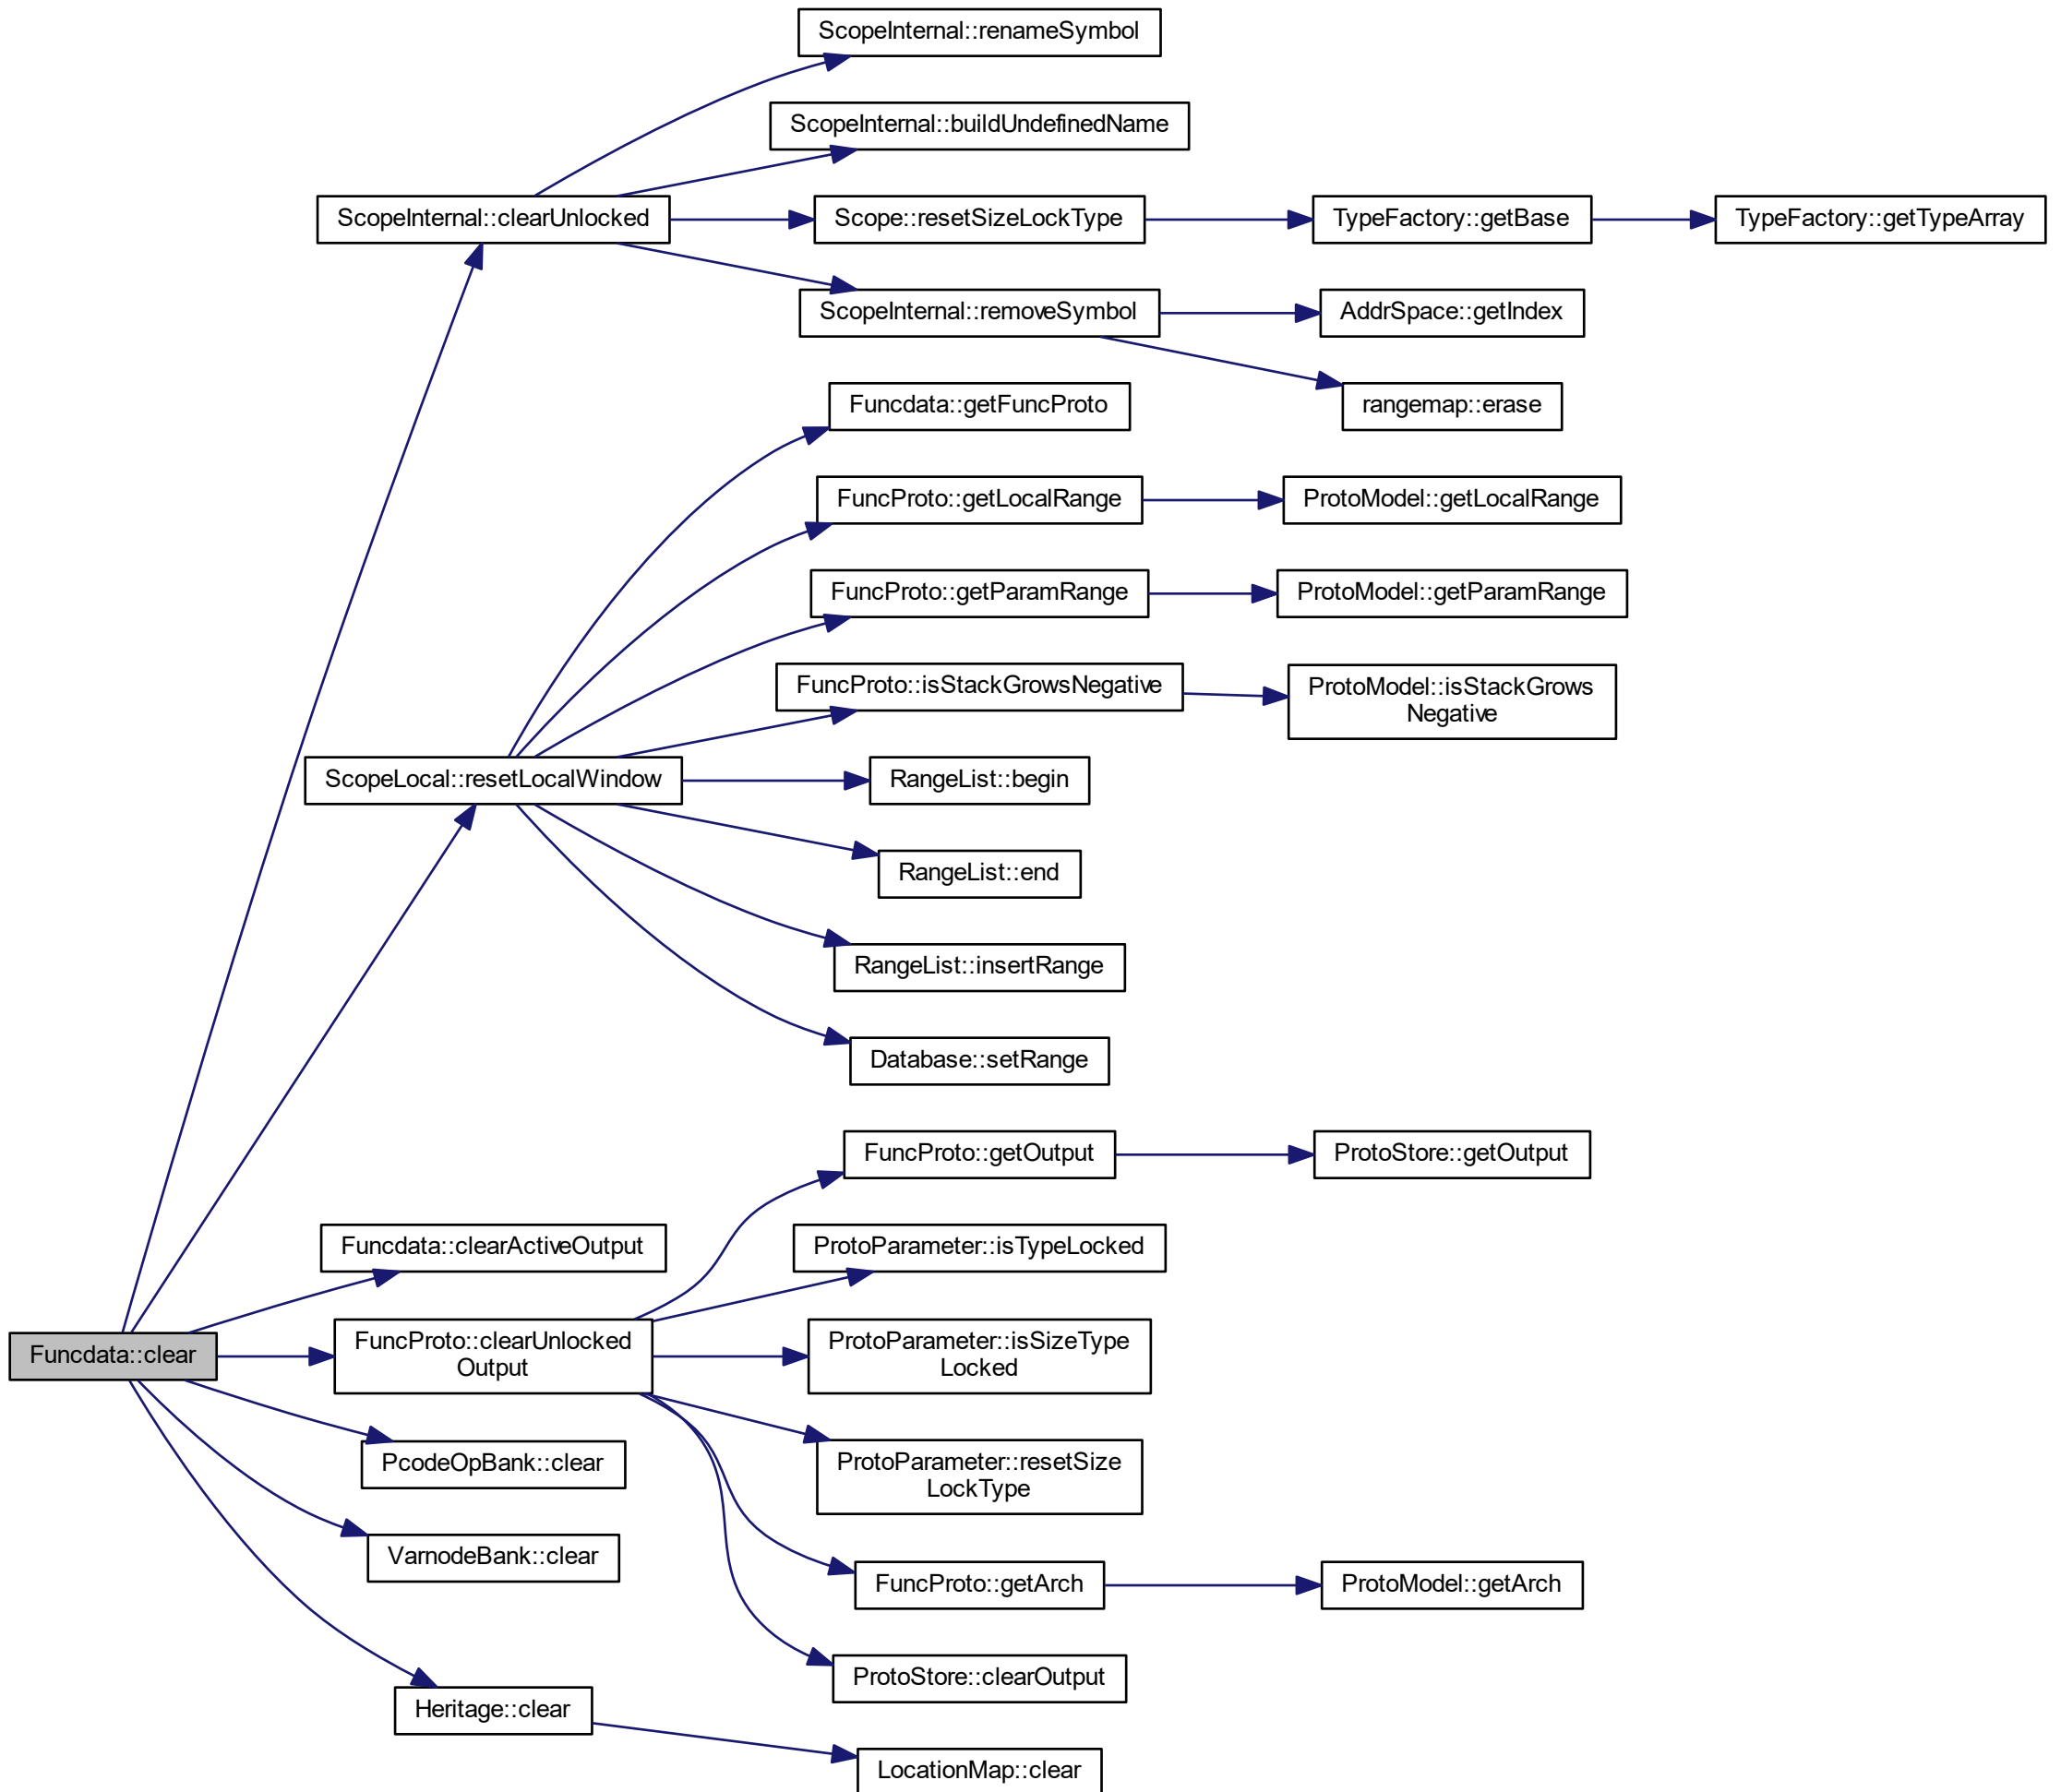 ScopeInternal::renameSymbol
ScopeInternal::buildUndefinedName
ScopeInternal::clearUnlocked
Scope::resetSizeLockType
TypeFactory::getBase
TypeFactory::getTypeArray
ScopeInternal::removeSymbol
AddrSpace::getIndex
rangemap::erase
Funcdata::getFuncProto
FuncProto::getLocalRange
ProtoModel::getLocalRange
FuncProto::getParamRange
ProtoModel::getParamRange
FuncProto::isStackGrowsNegative
ProtoModel::isStackGrows
Negative
ScopeLocal::resetLocalWindow
RangeList::begin
RangeList::end
RangeList::insertRange
Database::setRange
FuncProto::getOutput
ProtoStore::getOutput
Funcdata::clearActiveOutput
ProtoParameter::isTypeLocked
Funcdata::clear
FuncProto::clearUnlocked
Output
ProtoParameter::isSizeType
Locked
PcodeOpBank::clear
ProtoParameter::resetSize
LockType
VarnodeBank::clear
FuncProto::getArch
ProtoModel::getArch
ProtoStore::clearOutput
Heritage::clear
LocationMap::clear